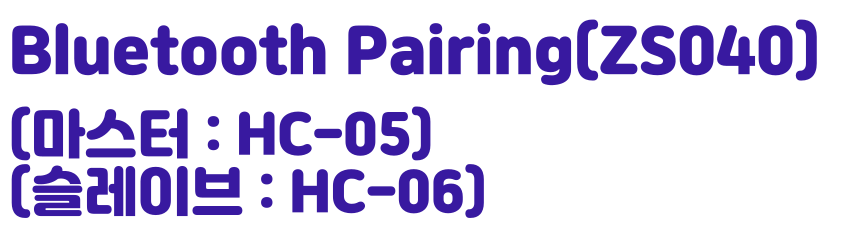 Bluetooth Pairing(ZS040)
(마스터 : HC-05)
(슬레이브 : HC-06)